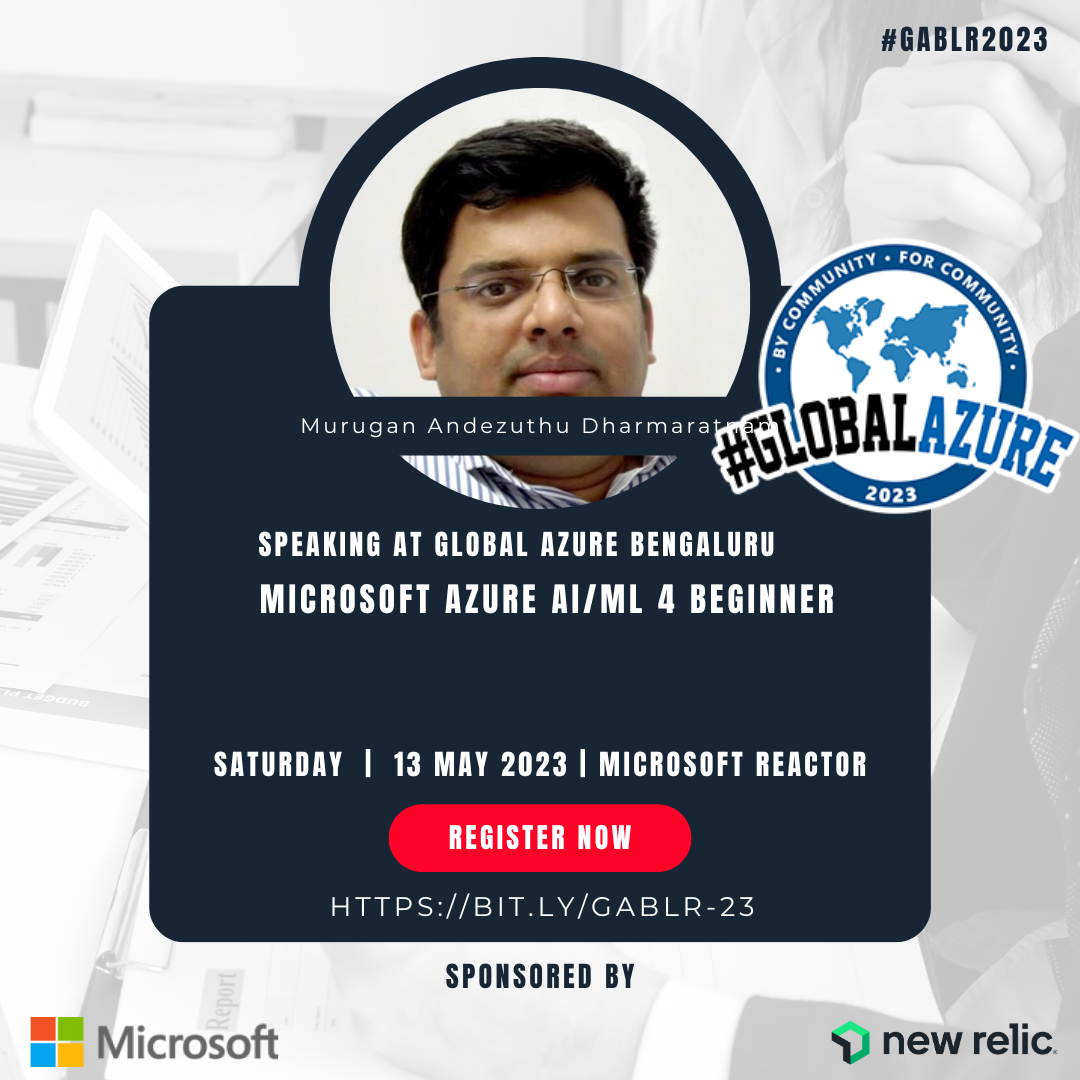 #GABLR2023
• BY COMMUNITY • FOR COMMUNITY •
#GLOBALAZURE
2023
Murugan Andezuthu Dharmaratnam
SPEAKING AT GLOBAL AZURE BENGALURU
MICROSOFT AZURE AI/ML 4 BEGINNER
SATURDAY | 13 MAY 2023 | MICROSOFT REACTOR
REGISTER NOW
HTTPS://BIT.LY/GABLR-23
SPONSORED BY
Report
Microsoft
new relic